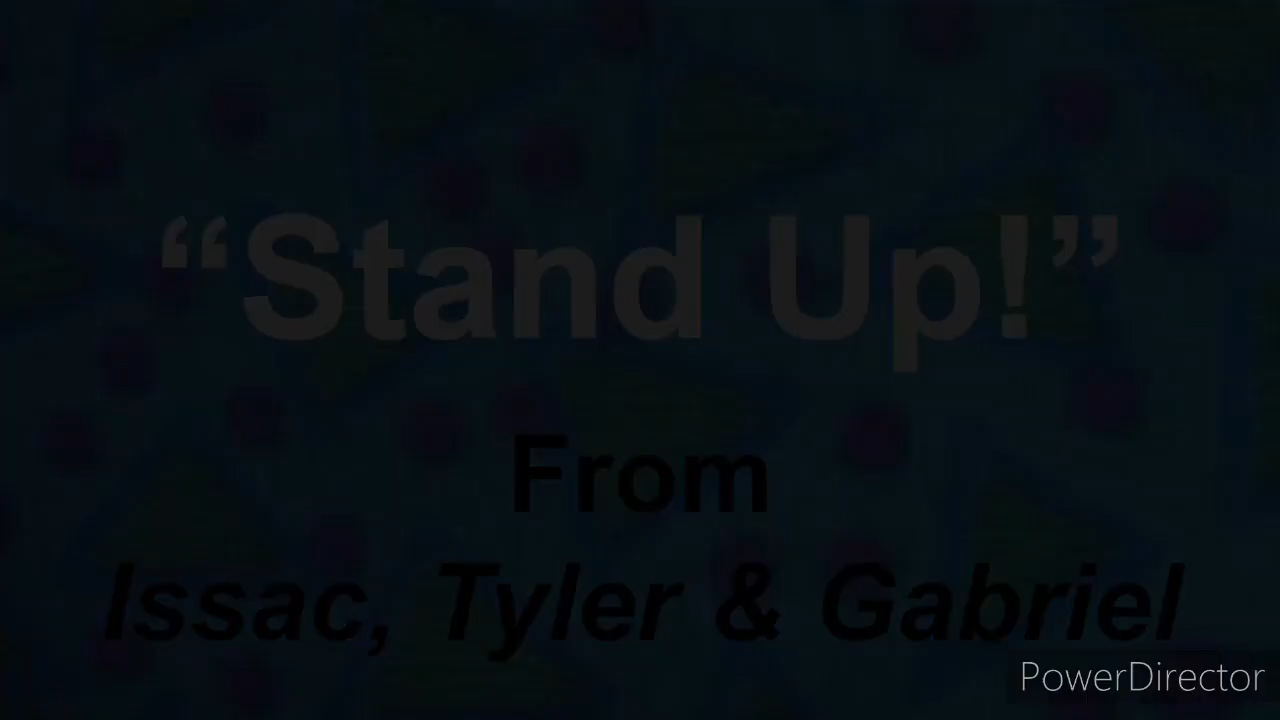 “Stand Up!”
From
Issac, Tyler & Gabriel
PowerDirector